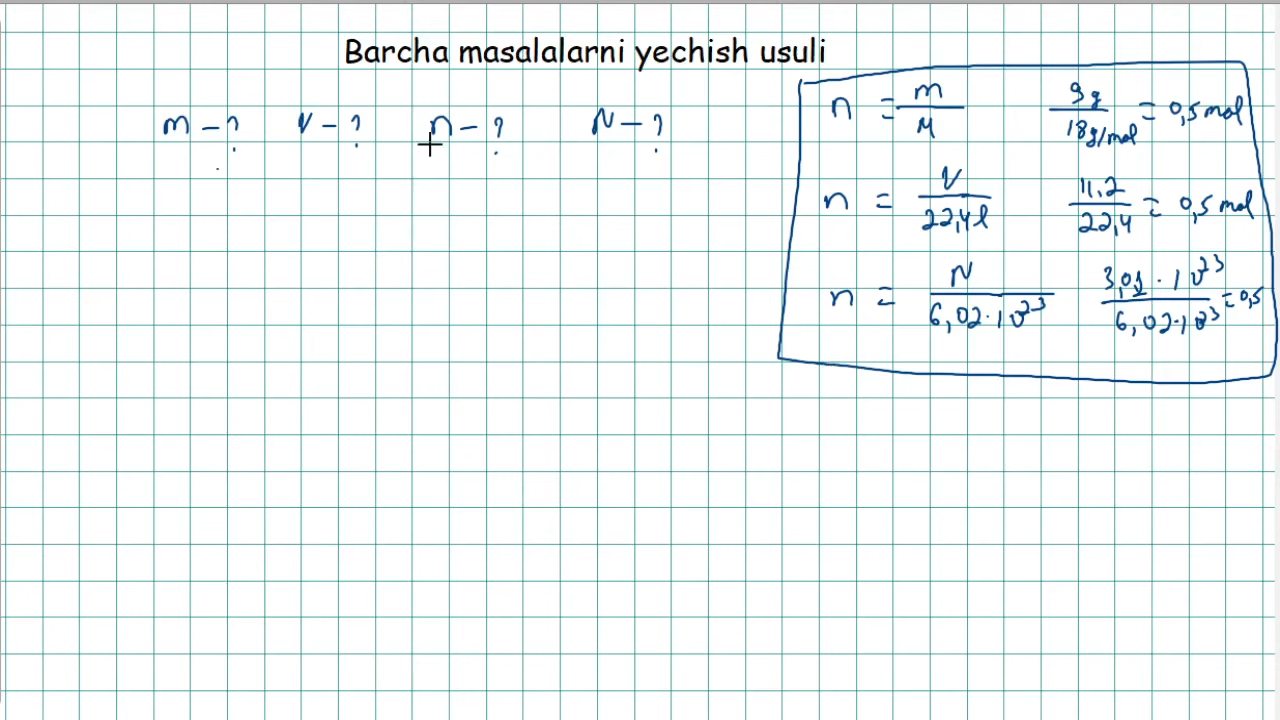 Barcha masalalarni yechish usuli
m – ? V – ? n – ? N – ?
n = m / M 9g / 18g/mol = 0,5 mol
n = V / 22,4l 11.2 / 22,4 = 0,5 mol
n = N / 6,02·10²³ 3,01·10²³ / 6,02·10²³ = 0,5